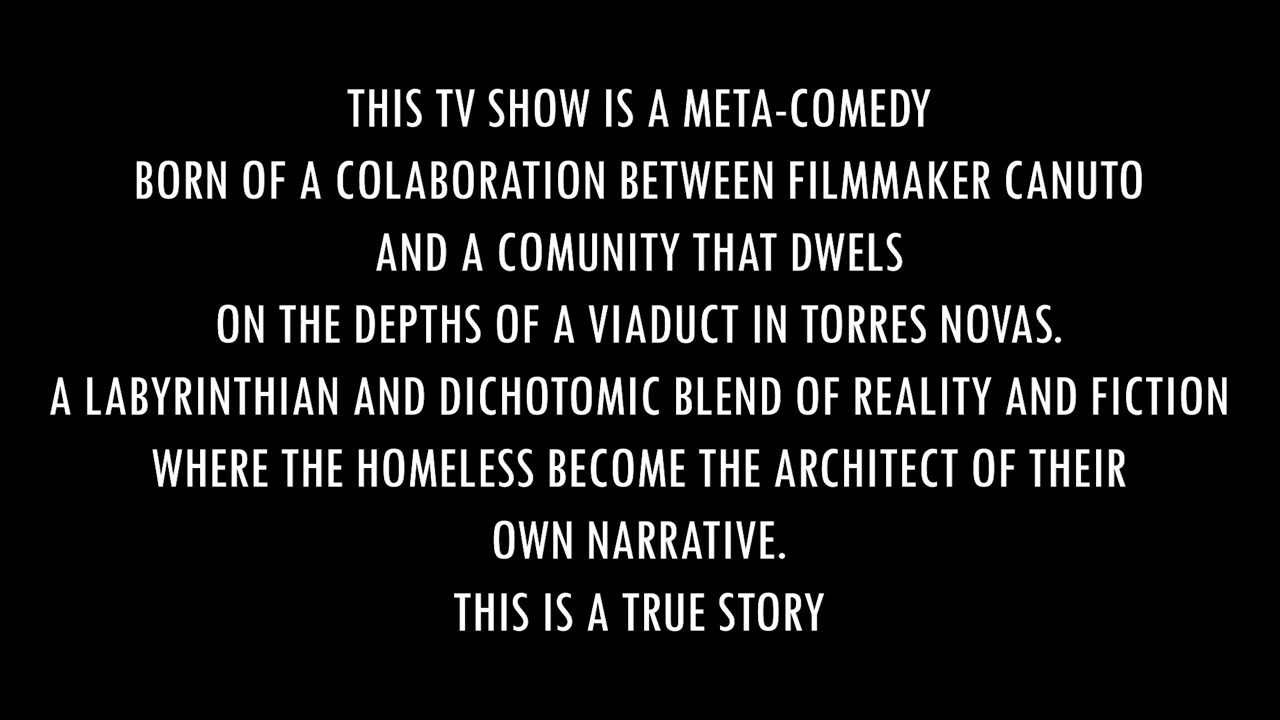 THIS TV SHOW IS A META-COMEDY
BORN OF A COLABORATION BETWEEN FILMMAKER CANUTO
AND A COMUNITY THAT DWELS
ON THE DEPTHS OF A VIADUCT IN TORRES NOVAS.
A LABYRINTHIAN AND DICHOTOMIC BLEND OF REALITY AND FICTION
WHERE THE HOMELESS BECOME THE ARCHITECT OF THEIR
OWN NARRATIVE.
THIS IS A TRUE STORY